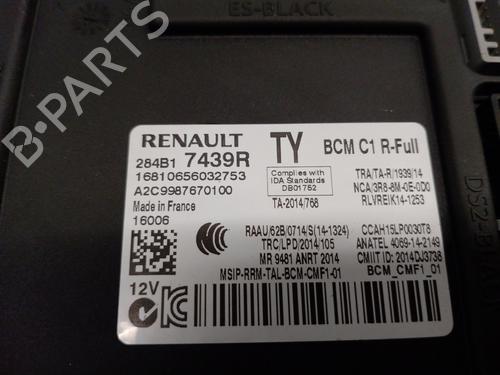 ES-BLACK
RENAULT
TY
BCM C1 R-Full
284B1 7439R
16810656032753
A2C9987670100
Made in France
16006
Complies with
IDA Standards
DB01752
TA-2014/768
TRA/TA-R/1939/14
NCA/3R8-8M-0E-0D0
RLVREIK14-1253
RAAU/62B/0714/S(14-1324)
TRC/LPD/2014/105
MR 9481 ANRT 2014
MSIP-RRM-TAL-BCM-CMF1-01
CCAH15LP0030T8
ANATEL 4069-14-2149
CMIIT ID: 2014DJ3738
BCM_CMF1_01
12V
B-PARTS